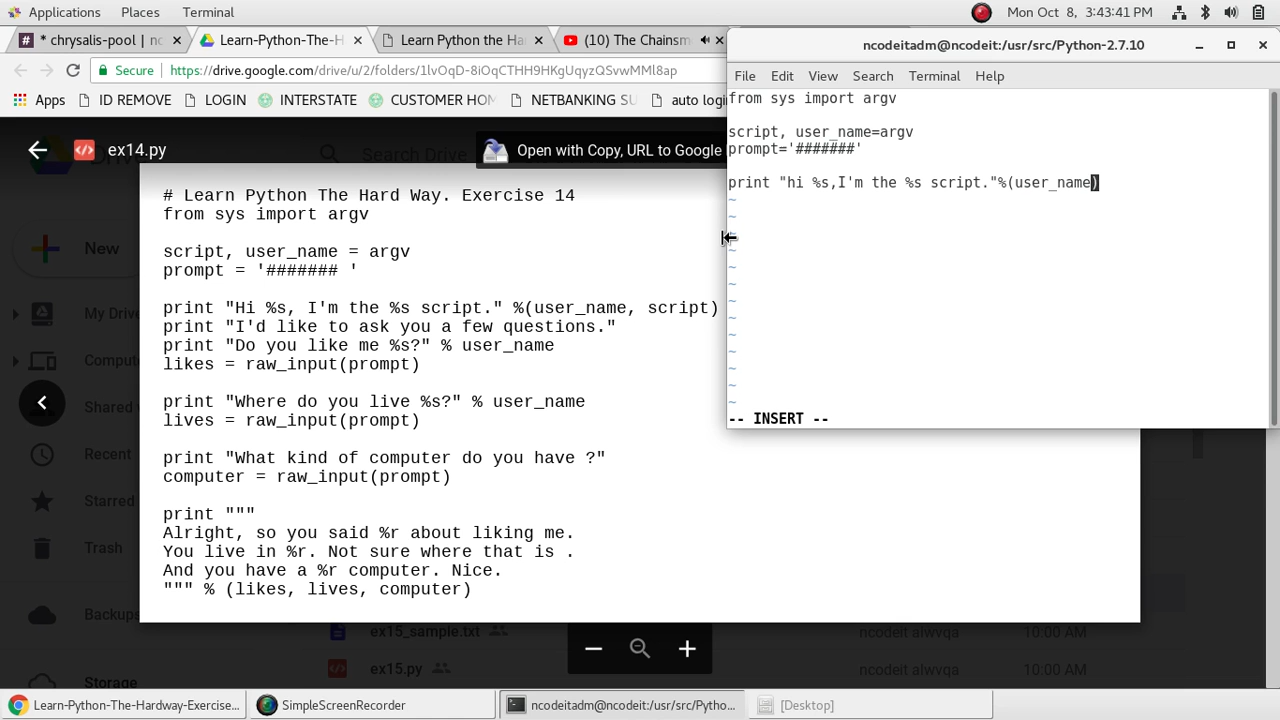 Applications Places Terminal Mon Oct 8, 3:43:41 PM
# * chrysalis-pool | nc × Learn-Python-The-H × Learn Python the Ha × (10) The Chainsm ×
Secure https://drive.google.com/drive/u/2/folders/1lvOqD-8iOqCTHH9HKgUqyzQSvwMMl8ap
Apps ID REMOVE LOGIN INTERSTATE CUSTOMER HOM NETBANKING SU auto login
ex14.py
Search Drive
Open with Copy, URL to Google
New
My Drive
Compute
Shared w
Recent
Starred
Trash
Backups
Storage
# Learn Python The Hard Way. Exercise 14
from sys import argv
script, user_name = argv
prompt = '####### '
print "Hi %s, I'm the %s script." %(user_name, script)
print "I'd like to ask you a few questions."
print "Do you like me %s?" % user_name
likes = raw_input(prompt)
print "Where do you live %s?" % user_name
lives = raw_input(prompt)
print "What kind of computer do you have ?"
computer = raw_input(prompt)
print """
Alright, so you said %r about liking me.
You live in %r. Not sure where that is .
And you have a %r computer. Nice.
""" % (likes, lives, computer)
ex15_sample.txt ncodeit alwvqa 10:00 AM
ex15.py ncodeit alwvqa 10:00 AM
ncodeitadm@ncodeit:/usr/src/Python-2.7.10
File Edit View Search Terminal Help
from sys import argv
script, user_name=argv
prompt='#######'
print "hi %s,I'm the %s script."%(user_name)
~
~
~
~
~
~
~
~
~
~
~
~
~
-- INSERT --
Learn-Python-The-Hardway-Exercise... SimpleScreenRecorder ncodeitadm@ncodeit:/usr/src/Pytho... [Desktop]